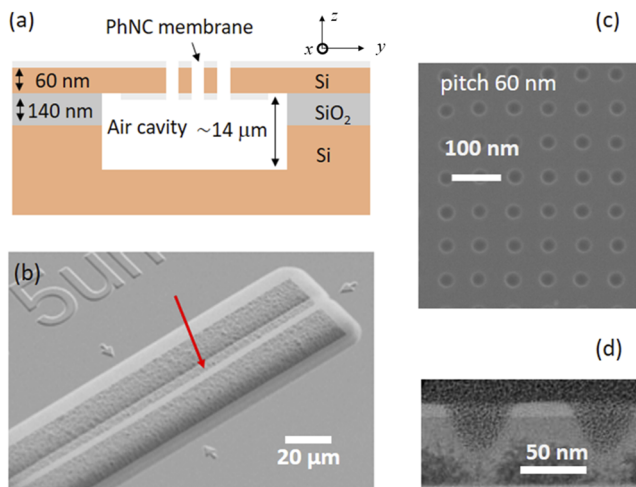 (a)
PhNC
membrane
z
x
y
60 nm
Si
140 nm
Air cavity
~14 μm
SiO2
Si
(b)
5um
20 μm
(c)
pitch 60 nm
100 nm
(d)
50 nm